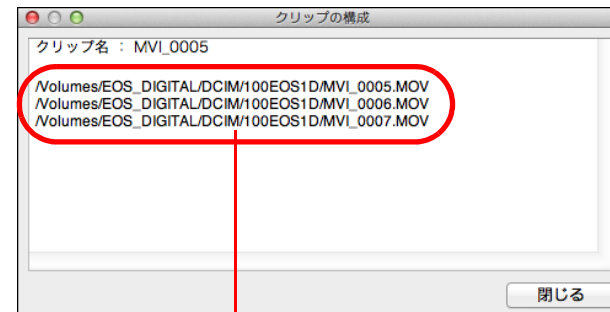 クリップの構成
クリップ名 : MVI_0005
/Volumes/EOS_DIGITAL/DCIM/100EOS1D/MVI_0005.MOV
/Volumes/EOS_DIGITAL/DCIM/100EOS1D/MVI_0006.MOV
/Volumes/EOS_DIGITAL/DCIM/100EOS1D/MVI_0007.MOV
閉じる